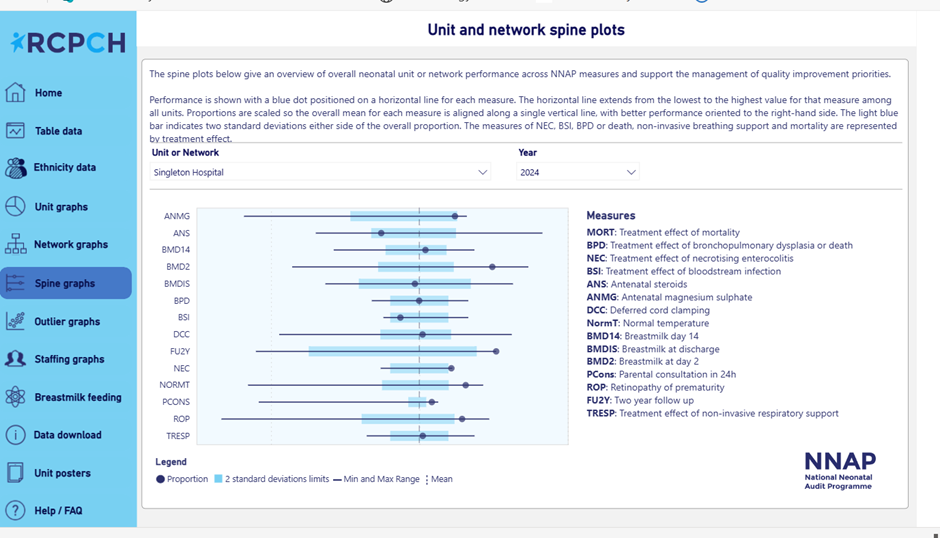 Unit and network spine plots
RCPCH
Home
Table data
Ethnicity data
Unit graphs
Network graphs
Spine graphs
Outlier graphs
Staffing graphs
Breastmilk feeding
Data download
Unit posters
Help / FAQ
The spine plots below give an overview of overall neonatal unit or network performance across NNAP measures and support the management of quality improvement priorities.
Performance is shown with a blue dot positioned on a horizontal line for each measure. The horizontal line extends from the lowest to the highest value for that measure among
all units. Proportions are scaled so the overall mean for each measure is aligned along a single vertical line, with better performance oriented to the right-hand side. The light blue
bar indicates two standard deviations either side of the overall proportion. The measures of NEC, BSI, BPD or death, non-invasive breathing support and mortality are represented
by treatment effect.
Unit or Network
Singleton Hospital
Year
2024
ANMG
ANS
BMD14
BMD2
BMDIS
BPD
BSI
DCC
FU2Y
NEC
NORMT
PCONS
ROP
TRESP
Measures
MORT: Treatment effect of mortality
BPD: Treatment effect of bronchopulmonary dysplasia or death
NEC: Treatment effect of necrotising enterocolitis
BSI: Treatment effect of bloodstream infection
ANS: Antenatal steroids
ANMG: Antenatal magnesium sulphate
DCC: Deferred cord clamping
NormT: Normal temperature
BMD14: Breastmilk day 14
BMDIS: Breastmilk at discharge
BMD2: Breastmilk at day 2
PCons: Parental consultation in 24h
ROP: Retinopathy of prematurity
FU2Y: Two year follow up
TRESP: Treatment effect of non-invasive respiratory support
Legend
Proportion 2 standard deviations limits Min and Max Range Mean
NNAP
National Neonatal
Audit Programme